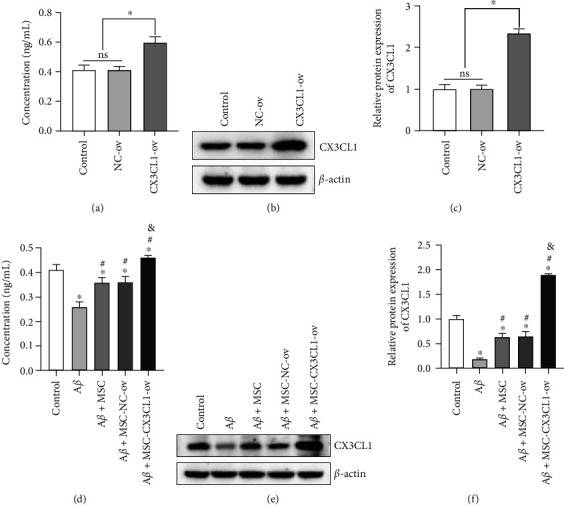 Concentration (ng/mL)
0.8
0.6
0.4
0.2
0.0
ns
*
Control
NC-ov
CX3CL1-ov
(a)
Control
NC-ov
CX3CL1-ov
CX3CL1
β-actin
(b)
Relative protein expression
of CX3CL1
3
2
1
0
ns
*
Control
NC-ov
CX3CL1-ov
(c)
Concentration (ng/mL)
0.5
0.4
0.3
0.2
0.1
0.0
*
#
*
#
*
&
#
*
Control
Aβ
Aβ + MSC
Aβ + MSC-NC-ov
Aβ + MSC-CX3CL1-ov
(d)
Control
Aβ
Aβ + MSC
Aβ + MSC-NC-ov
Aβ + MSC-CX3CL1-ov
CX3CL1
β-actin
(e)
Relative protein expression
of CX3CL1
2.5
2.0
1.5
1.0
0.5
0.0
*
#
*
#
*
&
#
*
Control
Aβ
Aβ + MSC
Aβ + MSC-NC-ov
Aβ + MSC-CX3CL1-ov
(f)